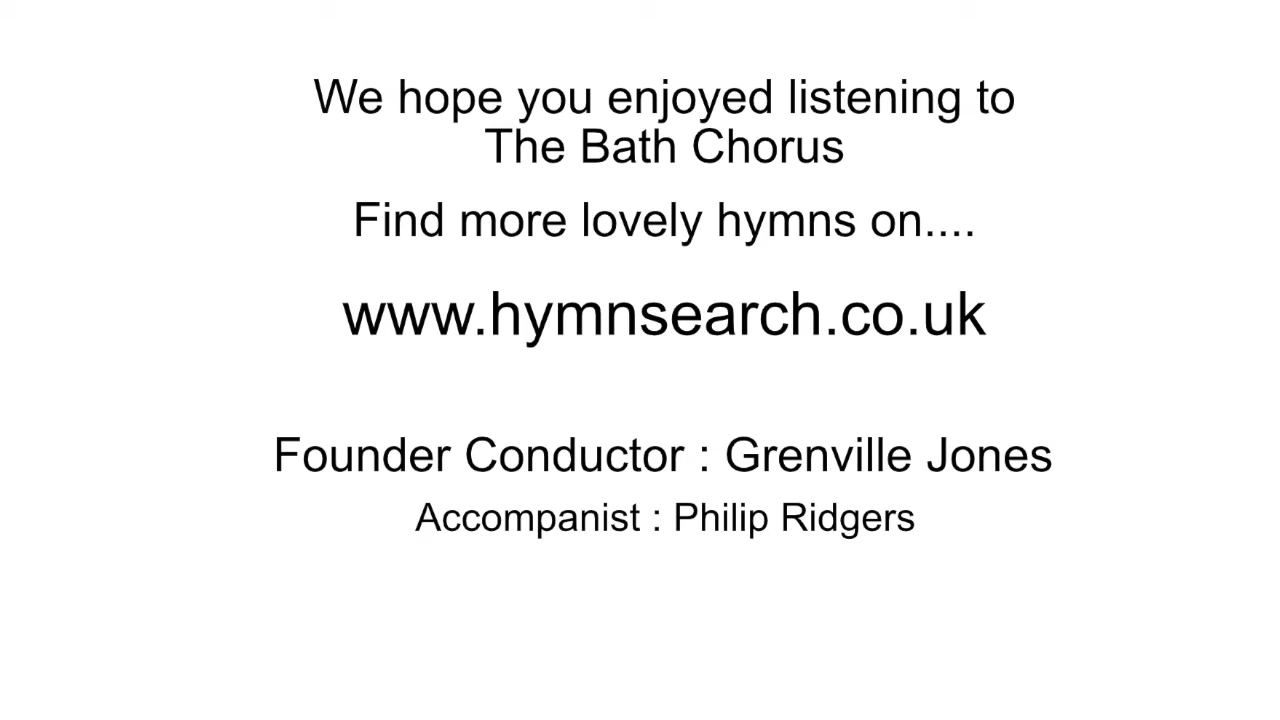 We hope you enjoyed listening to
The Bath Chorus
Find more lovely hymns on....
www.hymnsearch.co.uk
Founder Conductor : Grenville Jones
Accompanist : Philip Ridgers